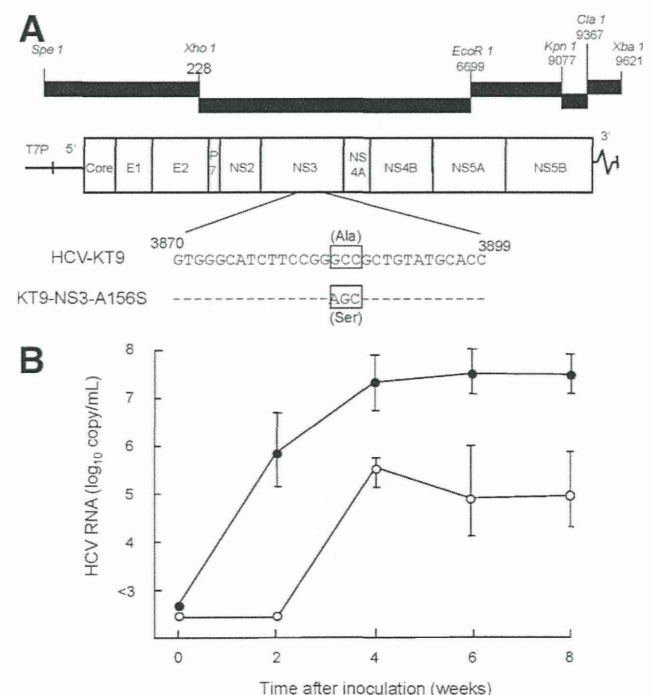 A
Spe 1
Xho 1
228
EcoR 1
6699
Kpn 1
9077
Cla 1
9367
Xba 1
9621
T7P 5' Core E1 E2 P7 NS2 NS3 NS4A NS4B NS5A NS5B 3'
3870 (Ala) 3899
HCV-KT9 GTGGGCATCTTCCGGGCCGCTGTATGCACC
KT9-NS3-A156S ---------------AGC------------
(Ser)
B
8
7
6
5
4
<3
HCV RNA (log10 copy/mL)
0 2 4 6 8
Time after inoculation (weeks)